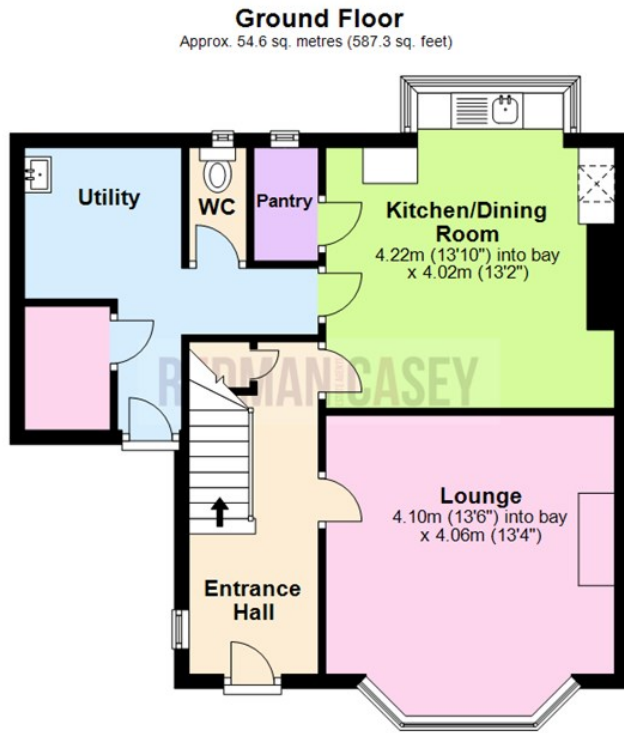 Ground Floor
Approx. 54.6 sq. metres (587.3 sq. feet)
Utility
WC
Pantry
Kitchen/Dining
Room
4.22m (13'10") into bay
x 4.02m (13'2")
REDMAN CASEY
Lounge
4.10m (13'6") into bay
x 4.06m (13'4")
Entrance
Hall